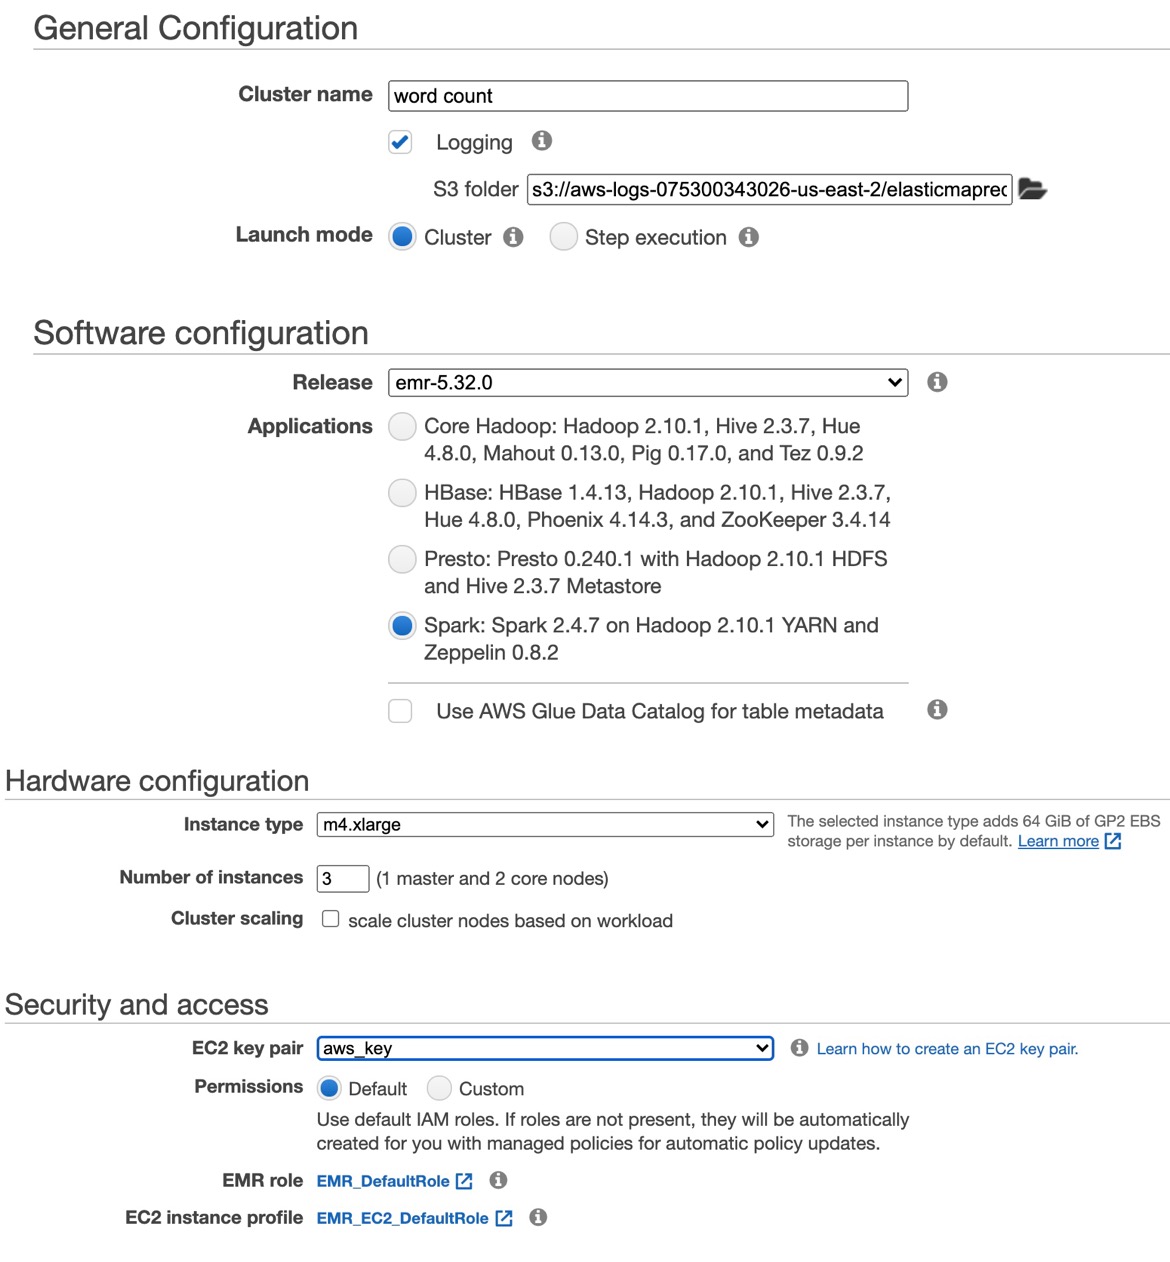 General Configuration
Cluster name word count
Logging
S3 folder s3://aws-logs-075300343026-us-east-2/elasticmaprec
Launch mode Cluster Step execution
Software configuration
Release emr-5.32.0
Applications Core Hadoop: Hadoop 2.10.1, Hive 2.3.7, Hue
4.8.0, Mahout 0.13.0, Pig 0.17.0, and Tez 0.9.2
HBase: HBase 1.4.13, Hadoop 2.10.1, Hive 2.3.7,
Hue 4.8.0, Phoenix 4.14.3, and ZooKeeper 3.4.14
Presto: Presto 0.240.1 with Hadoop 2.10.1 HDFS
and Hive 2.3.7 Metastore
Spark: Spark 2.4.7 on Hadoop 2.10.1 YARN and
Zeppelin 0.8.2
Use AWS Glue Data Catalog for table metadata
Hardware configuration
Instance type m4.xlarge
The selected instance type adds 64 GiB of GP2 EBS
storage per instance by default. Learn more
Number of instances 3 (1 master and 2 core nodes)
Cluster scaling scale cluster nodes based on workload
Security and access
EC2 key pair aws_key Learn how to create an EC2 key pair.
Permissions Default Custom
Use default IAM roles. If roles are not present, they will be automatically
created for you with managed policies for automatic policy updates.
EMR role EMR_DefaultRole
EC2 instance profile EMR_EC2_DefaultRole